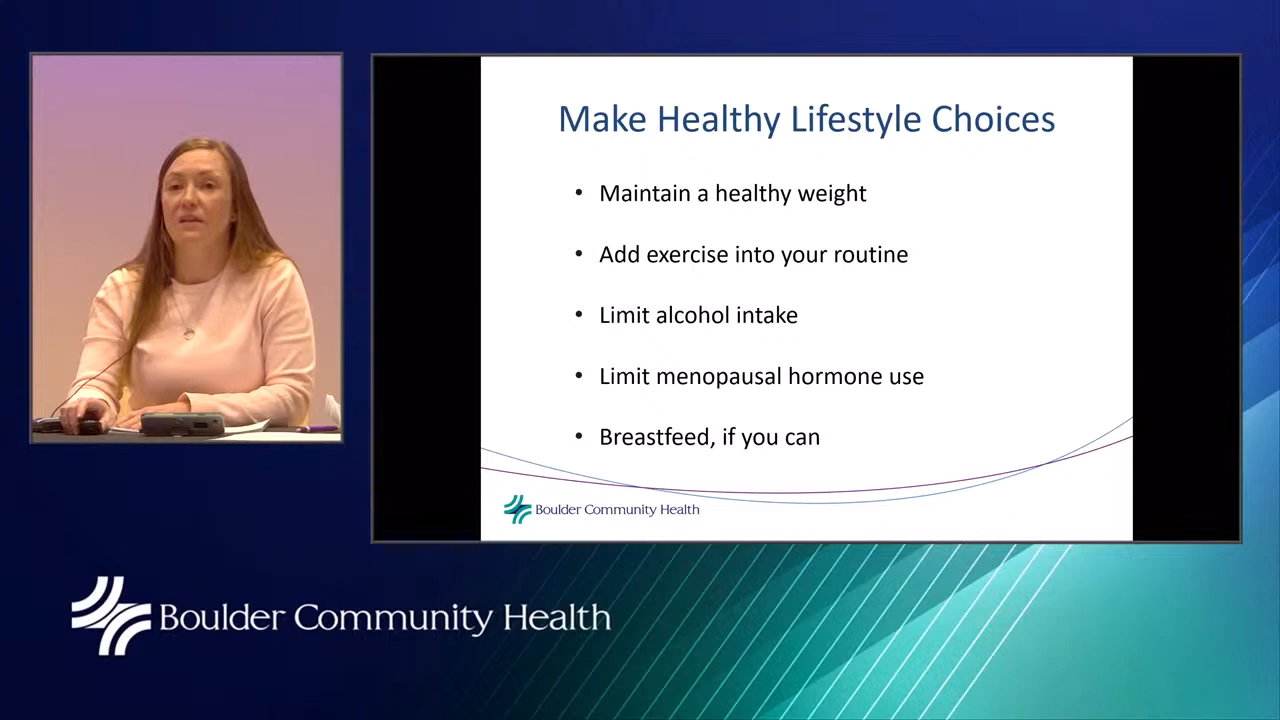 Make Healthy Lifestyle Choices
• Maintain a healthy weight
• Add exercise into your routine
• Limit alcohol intake
• Limit menopausal hormone use
• Breastfeed, if you can
Boulder Community Health
Boulder Community Health